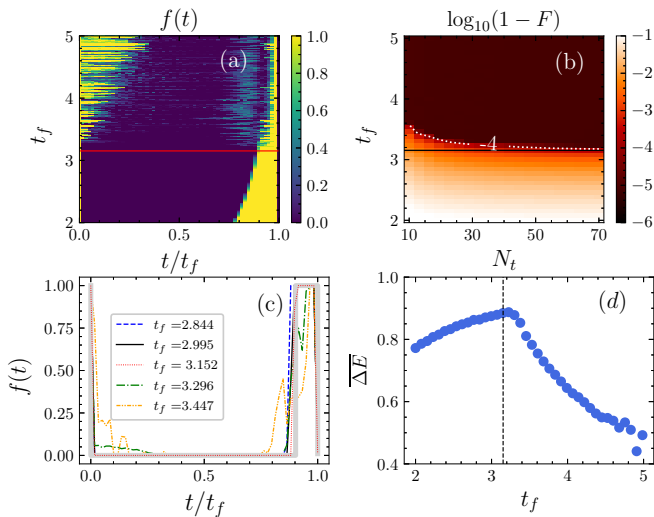 f(t)
log₁₀(1 − F)
5
4
3
2
t_f
(a)
0.0
0.5
1.0
t/t_f
1.0
0.8
0.6
0.4
0.2
0.0
5
4
3
2
t_f
(b)
-4
10
30
50
70
N_t
−1
−2
−3
−4
−5
−6
1.00
0.75
0.50
0.25
0.00
f(t)
(c)
t_f =2.844
t_f =2.995
t_f = 3.152
t_f =3.296
t_f =3.447
0.0
0.5
1.0
t/t_f
1.0
0.8
0.6
0.4
\overline{ΔE}
(d)
2
3
4
5
t_f